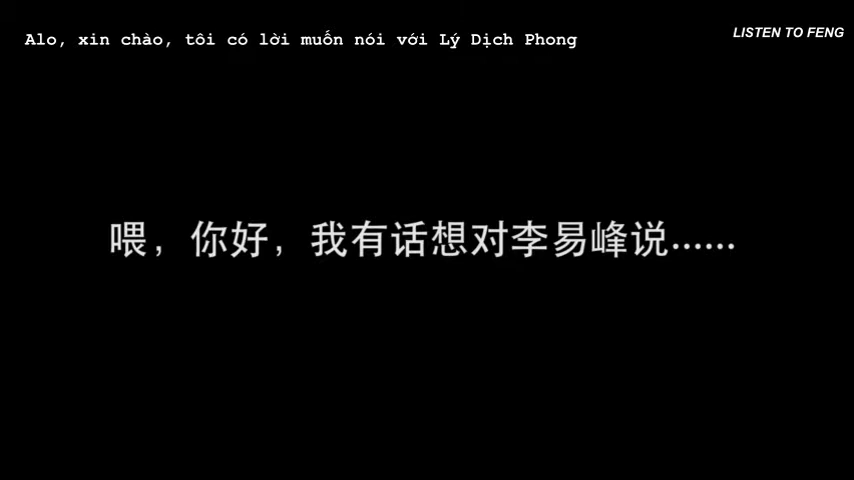 Alo, xin chào, tôi có lời muốn nói với Lý Dịch Phong
LISTEN TO FENG
喂，你好，我有话想对李易峰说......